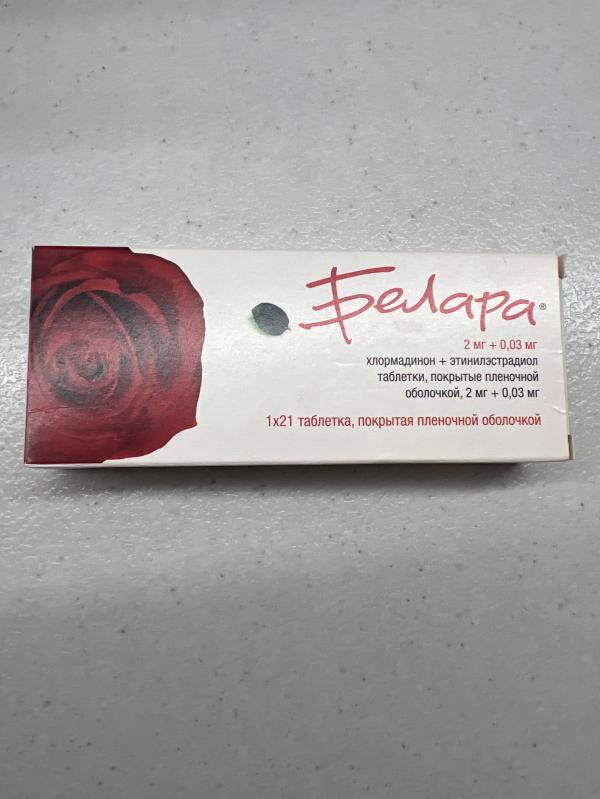 Белара®
2 мг + 0,03 мг
хлормадинон + этинилэстрадиол
таблетки, покрытые пленочной
оболочкой, 2 мг + 0,03 мг
1x21 таблетка, покрытая пленочной оболочкой